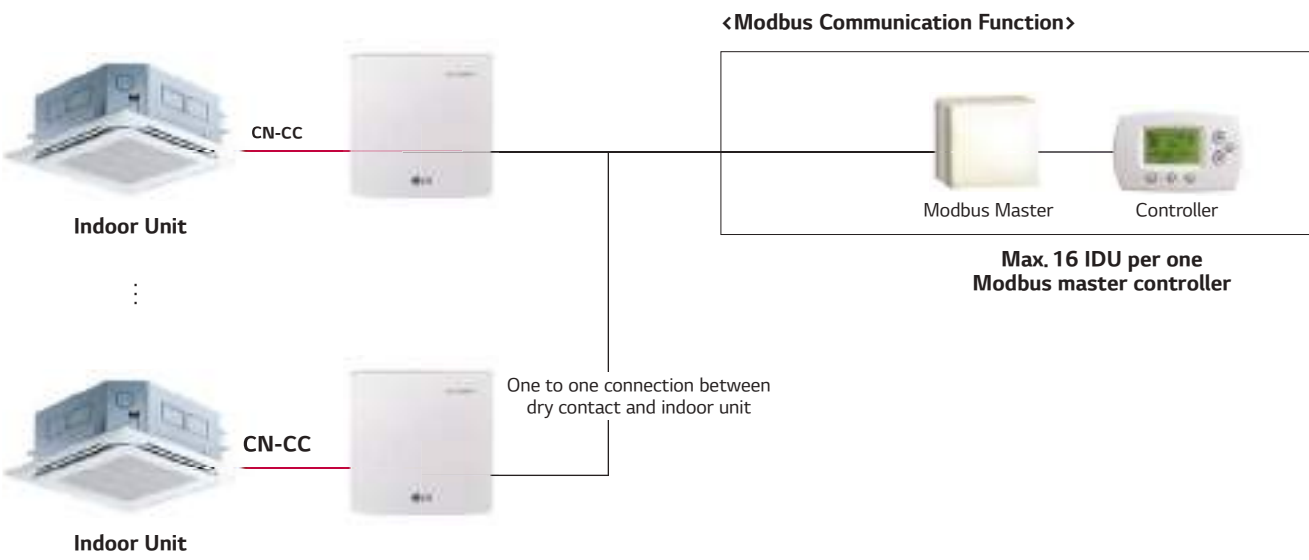 <Modbus Communication Function>
CN-CC
Indoor Unit
Modbus Master
Controller
Max. 16 IDU per one
Modbus master controller
One to one connection between
dry contact and indoor unit
CN-CC
LG
Indoor Unit